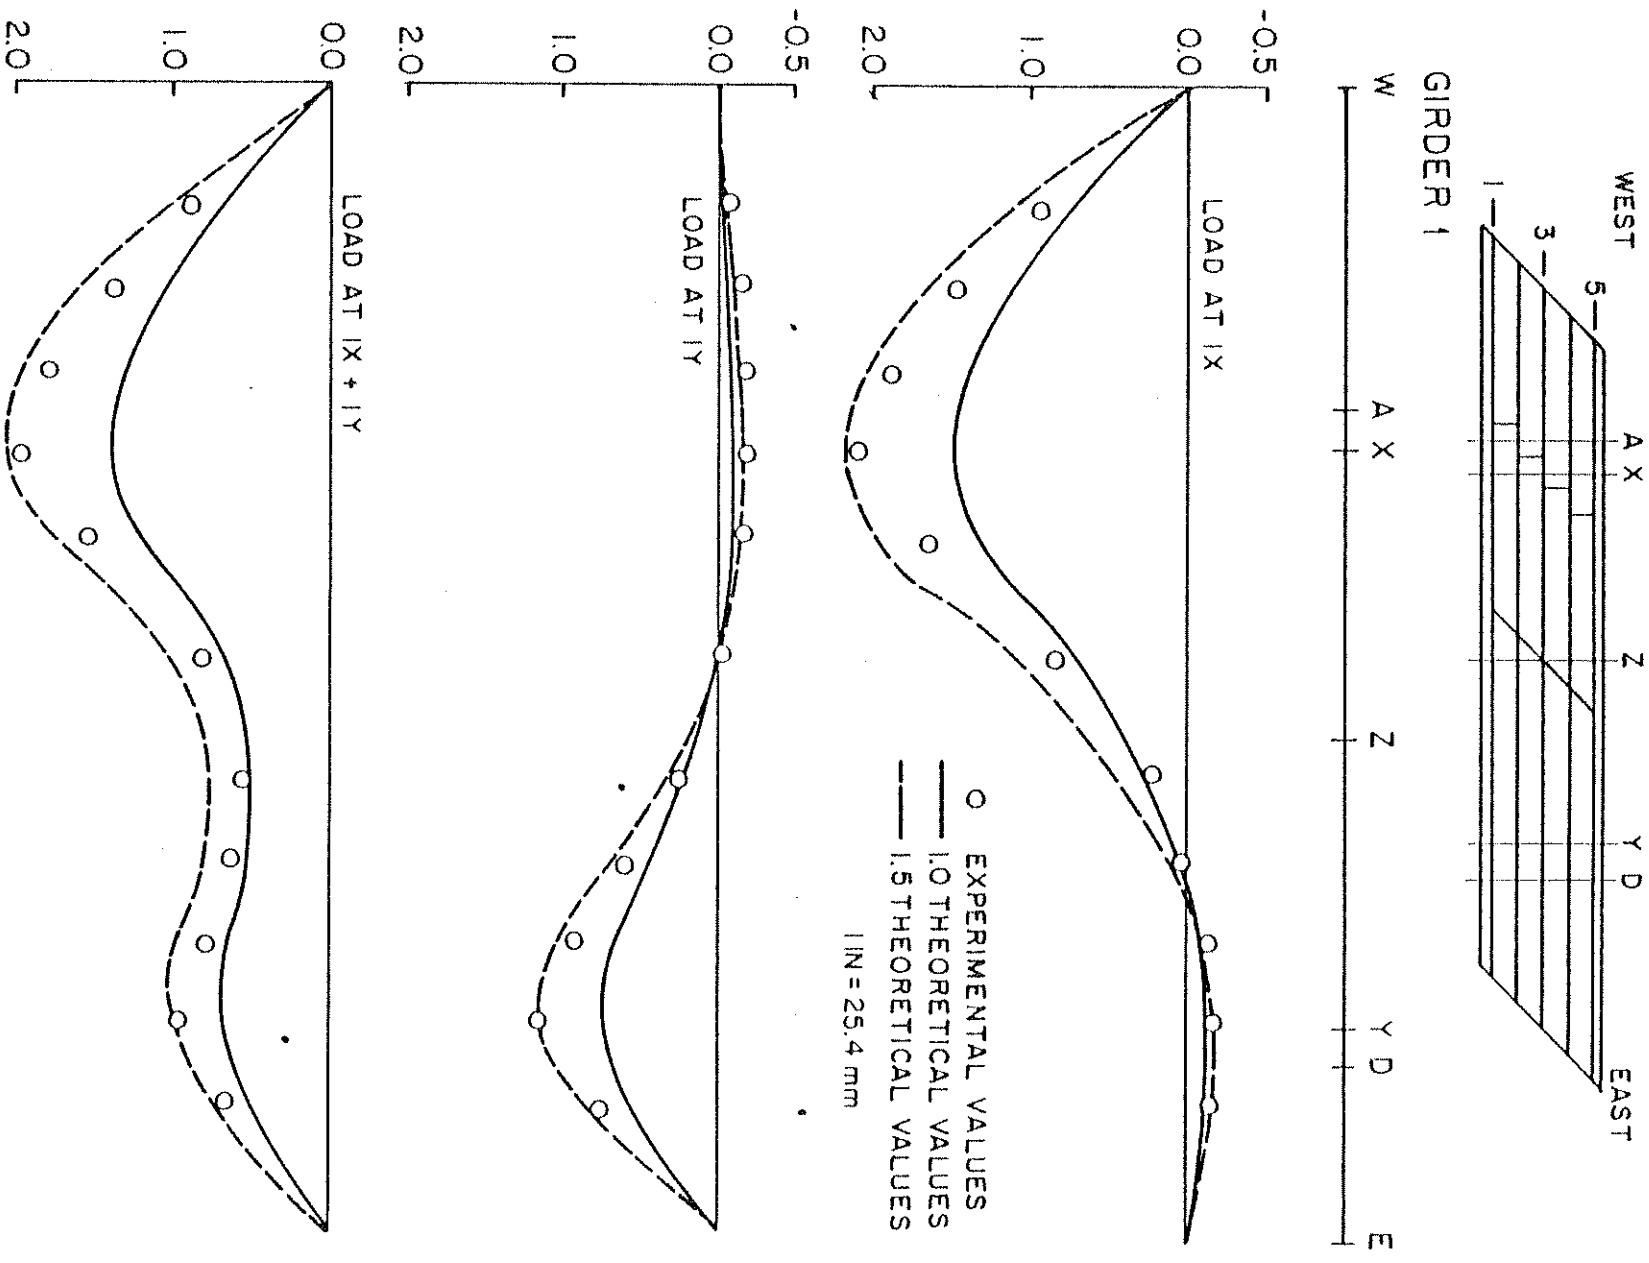 WEST EAST
A X Z Y D
5
3
1
GIRDER 1
W A X Z Y D E
-0.5
0.0
1.0
2.0
LOAD AT 1X
EXPERIMENTAL VALUES
1.0 THEORETICAL VALUES
1.5 THEORETICAL VALUES
1 IN = 25.4 mm
-0.5
0.0
1.0
2.0
LOAD AT 1Y
0.0
1.0
2.0
LOAD AT 1X + 1Y